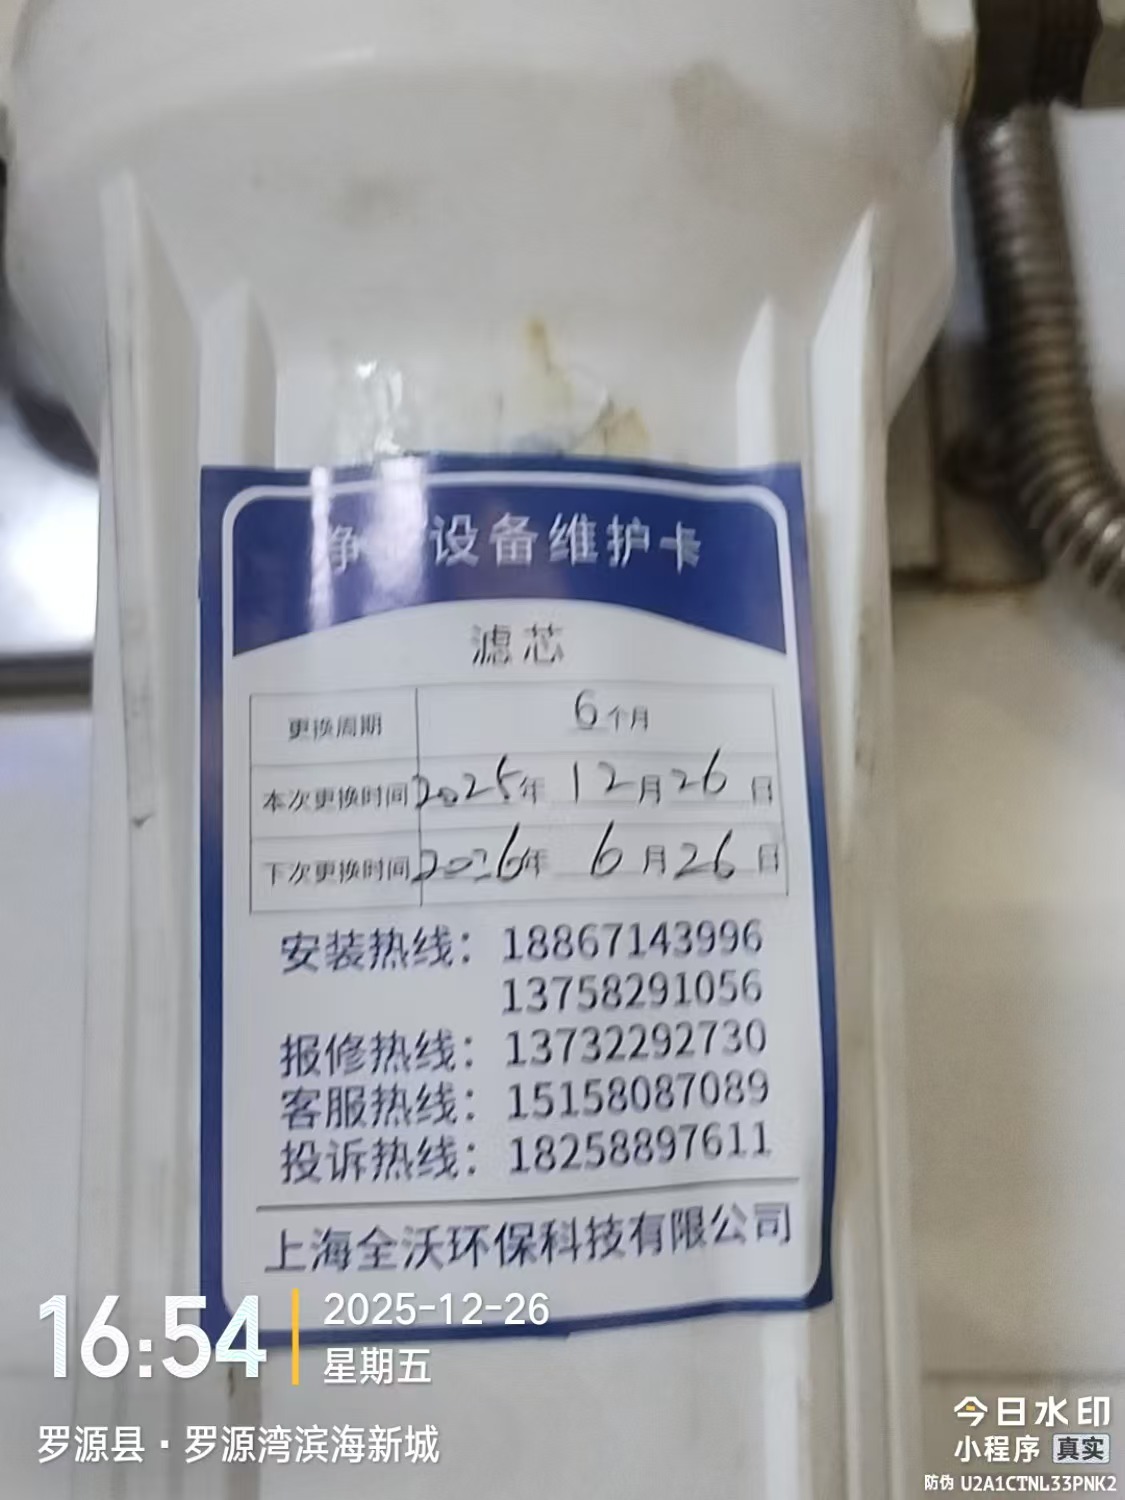 净水设备维护卡
滤芯
更换周期 6个月
本次更换时间 2025年 12月26日
下次更换时间 2026年 6月26日
安装热线：18867143996
13758291056
报修热线：13732292730
客服热线：15158087089
投诉热线：18258897611
上海全沃环保科技有限公司
16:54
2025-12-26
星期五
罗源县·罗源湾滨海新城
今日水印
小程序 真实
防伪 U2A1CTNL33PNK2